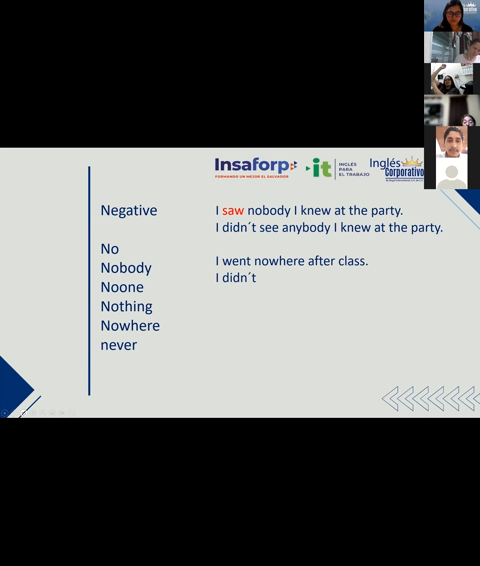 Insaforp
FORMANDO UN MEJOR EL SALVADOR
it
INGLÉS
PARA
EL TRABAJO
Inglés
Corporativo
Negative
No
Nobody
Noone
Nothing
Nowhere
never
I saw nobody I knew at the party.
I didn´t see anybody I knew at the party.
I went nowhere after class.
I didn´t